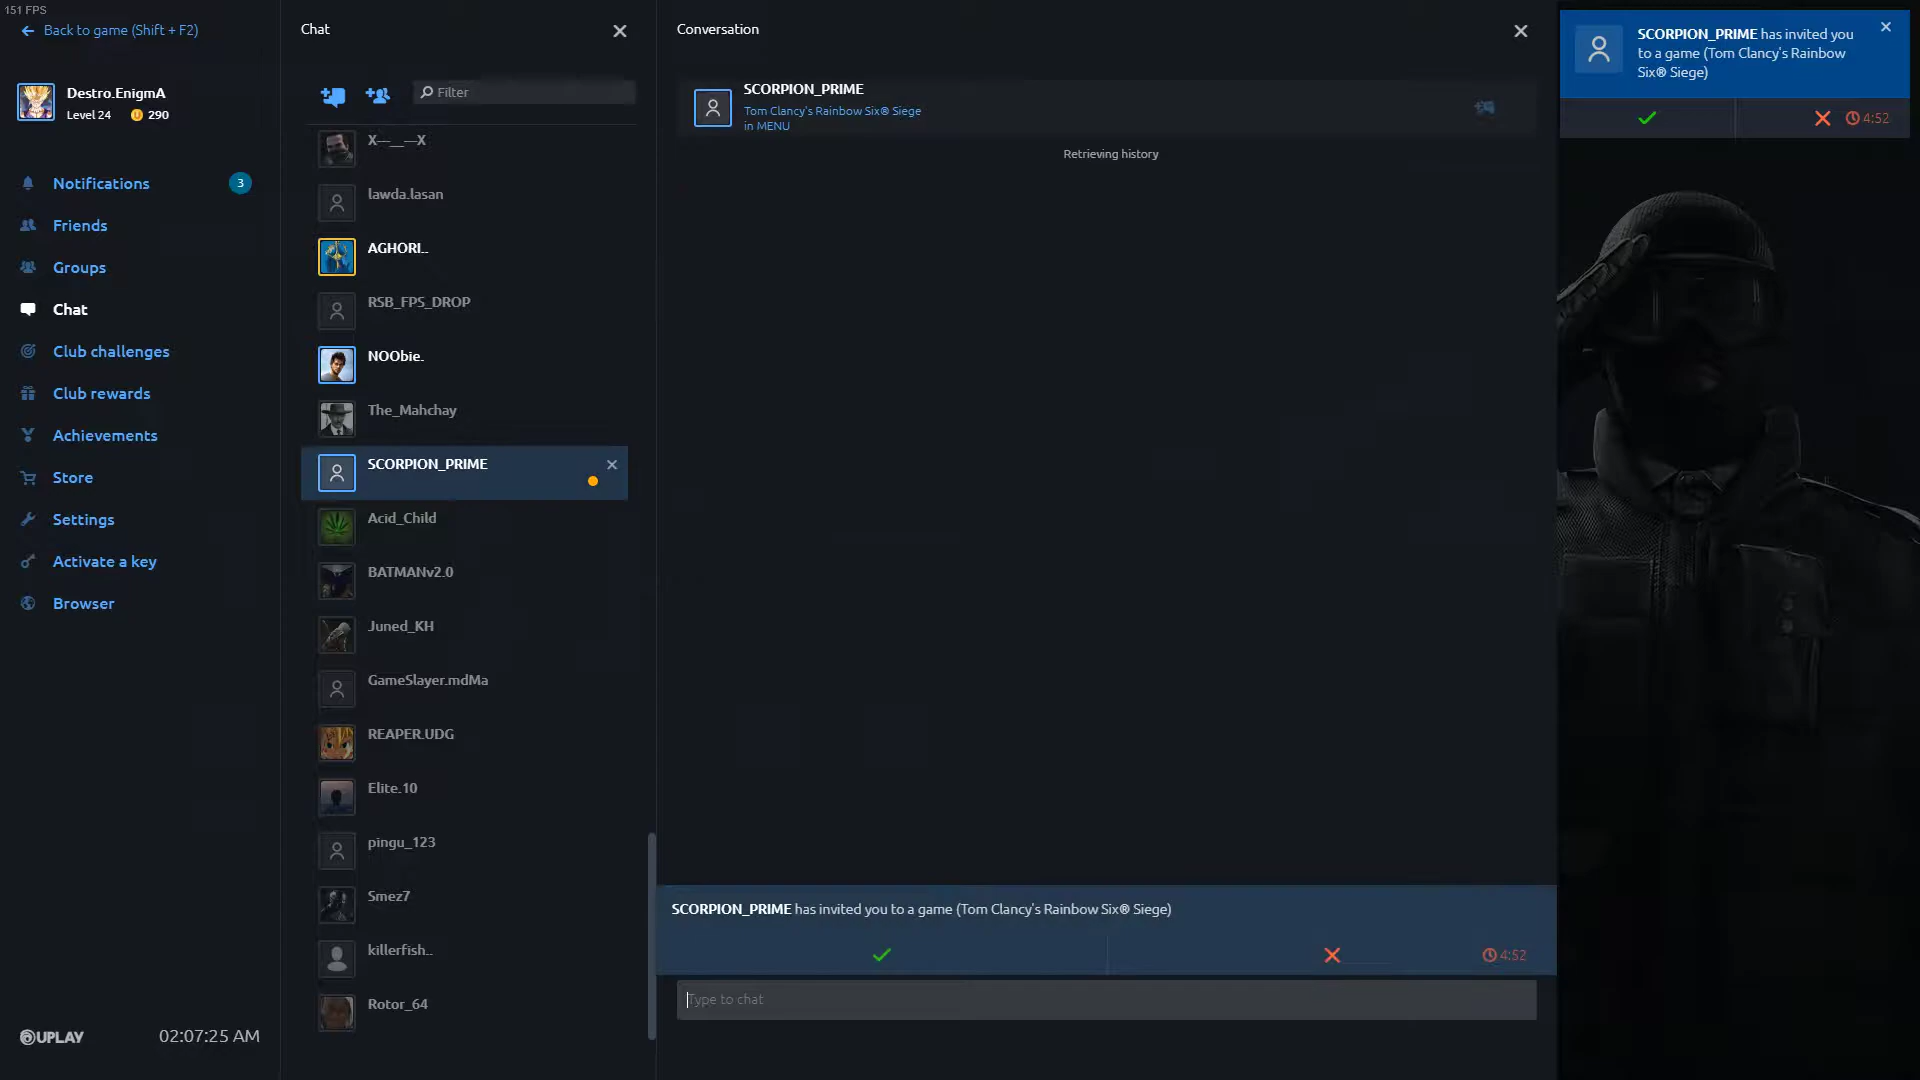 151 FPS
Back to game (Shift + F2)
Destro.EnigmA
Level 24
290
Notifications
3
Friends
Groups
Chat
Club challenges
Club rewards
Achievements
Store
Settings
Activate a key
Browser
UPLAY
02:07:25 AM
Chat
Filter
X---__---X
lawda.lasan
AGHORI..
RSB_FPS_DROP
NOObie.
The_Mahchay
SCORPION_PRIME
Acid_Child
BATMANv2.0
Juned_KH
GameSlayer.mdMa
REAPER.UDG
Elite.10
pingu_123
Smez7
killerfish..
Rotor_64
Conversation
SCORPION_PRIME
Tom Clancy's Rainbow Six® Siege
in MENU
Retrieving history
SCORPION_PRIME has invited you to a game (Tom Clancy's Rainbow Six® Siege)
4:52
Type to chat
SCORPION_PRIME has invited you
to a game (Tom Clancy's Rainbow
Six® Siege)
4:52